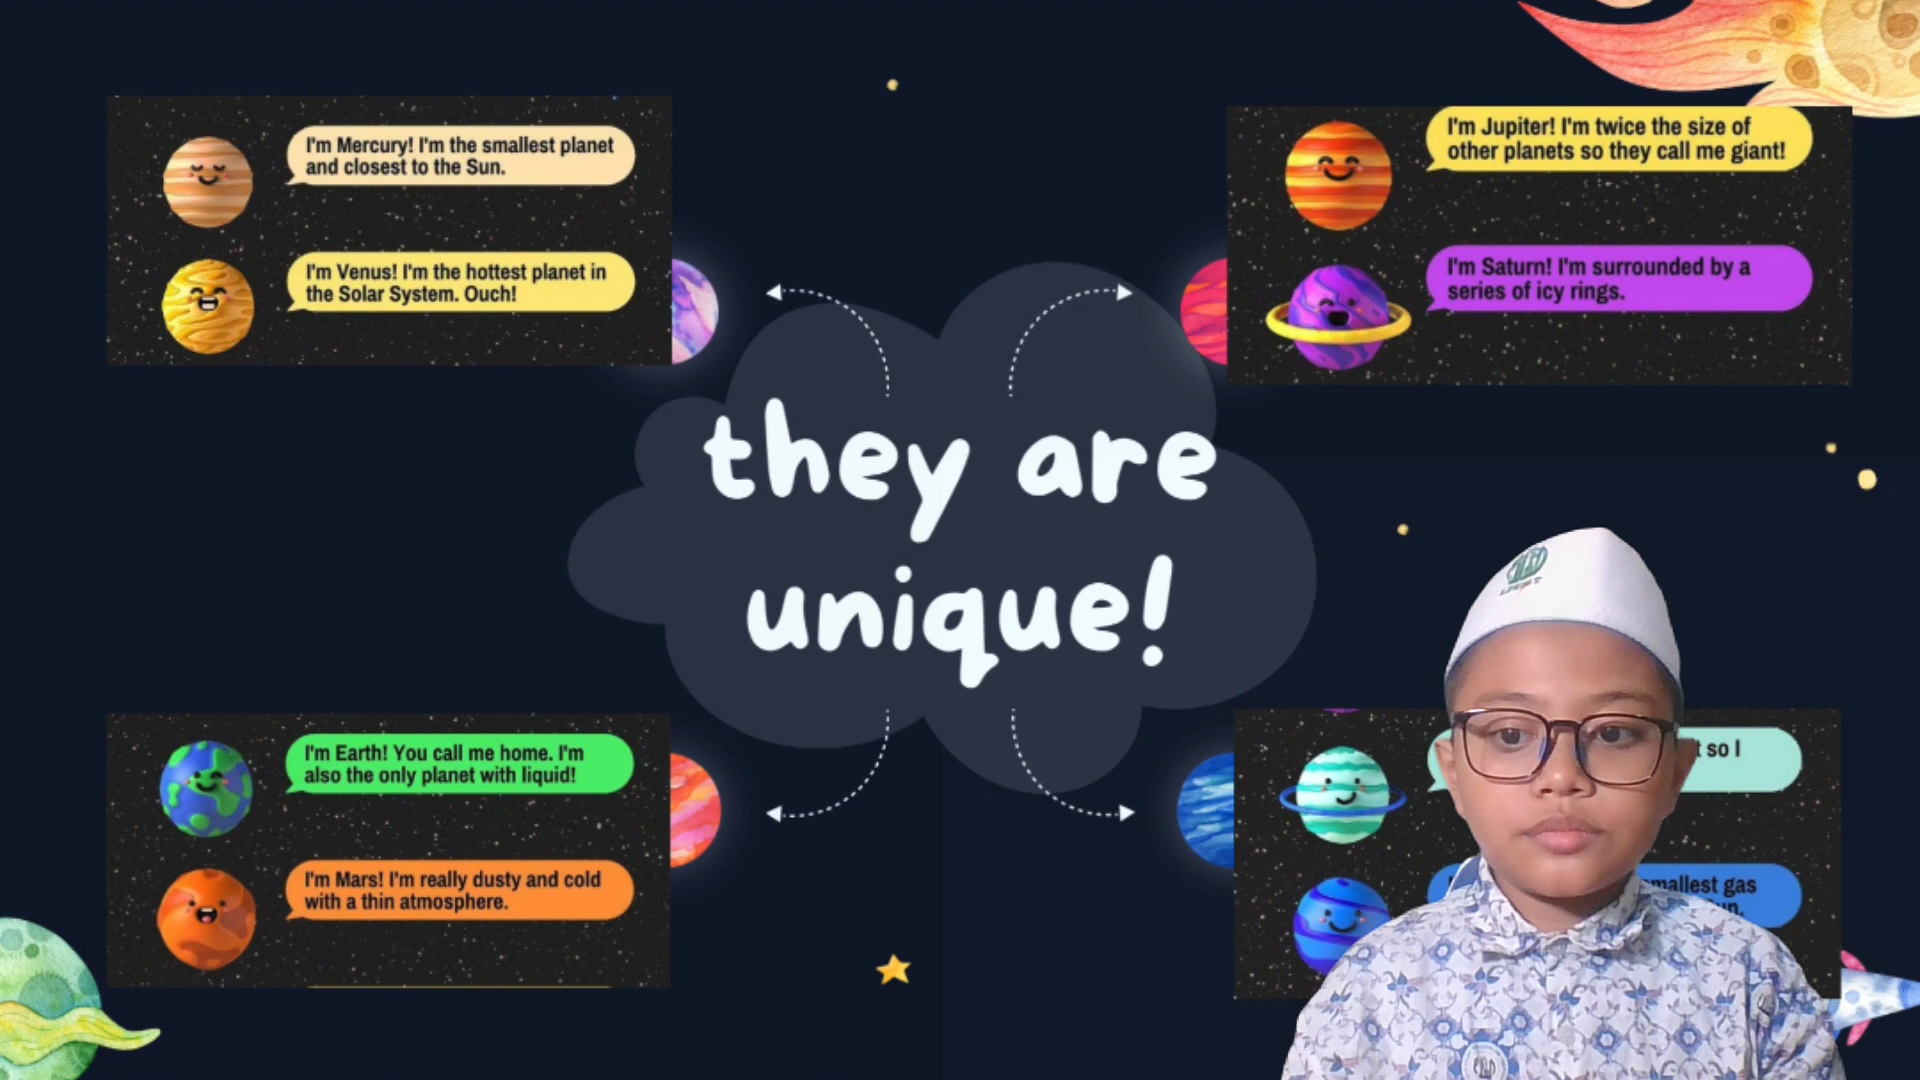 I'm Mercury! I'm the smallest planet
and closest to the Sun.
I'm Venus! I'm the hottest planet in
the Solar System. Ouch!
I'm Jupiter! I'm twice the size of
other planets so they call me giant!
I'm Saturn! I'm surrounded by a
series of icy rings.
they are
unique!
I'm Earth! You call me home. I'm
also the only planet with liquid!
I'm Mars! I'm really dusty and cold
with a thin atmosphere.
so I
gas